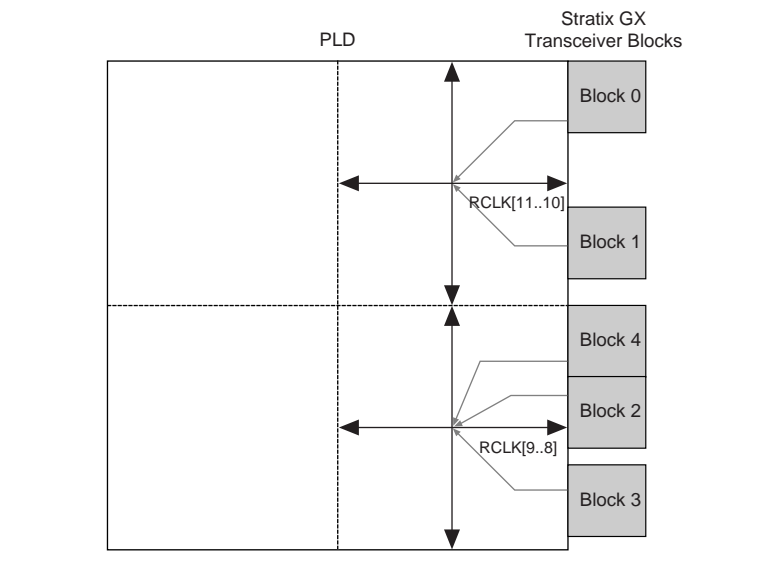 Stratix GX
PLD
Transceiver Blocks
Block 0
RCLK[11..10]
Block 1
Block 4
Block 2
RCLK[9..8]
Block 3